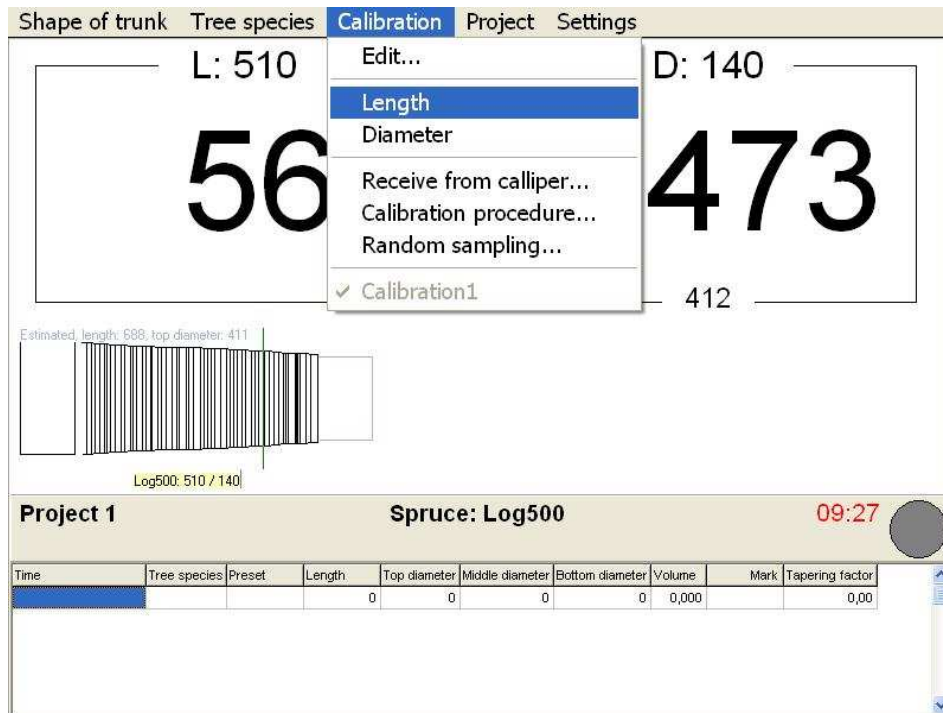 Shape of trunk Tree species Calibration Project Settings
Edit...
Length
Diameter
Receive from calliper...
Calibration procedure...
Random sampling...
✓ Calibration1
L: 510 D: 140
56 473
412
Estimated, length: 688, top diameter: 411
Log500: 510 / 140
Project 1 Spruce: Log500 09:27
Time Tree species Preset Length Top diameter Middle diameter Bottom diameter Volume Mark Tapering factor
0 0 0 0 0,000 0,00